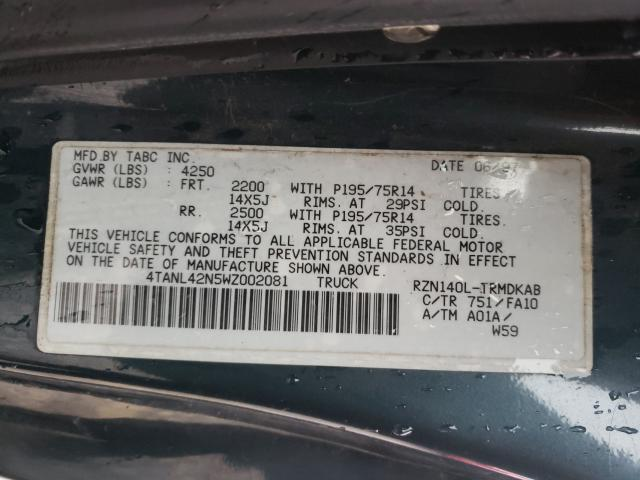 MFD.BY TABC INC. DATE 08/97
GVWR (LBS) : 4250
GAWR (LBS) : FRT. 2200 WITH P195/75R14 TIRES.
14X5J RIMS. AT 29PSI COLD.
RR. 2500 WITH P195/75R14 TIRES.
14X5J RIMS. AT 35PSI COLD.
THIS VEHICLE CONFORMS TO ALL APPLICABLE FEDERAL MOTOR
VEHICLE SAFETY AND THEFT PREVENTION STANDARDS IN EFFECT
ON THE DATE OF MANUFACTURE SHOWN ABOVE.
4TANL42N5WZ002081 TRUCK RZN140L-TRMDKAB
C/TR 751/FA10
A/TM A01A/
W59